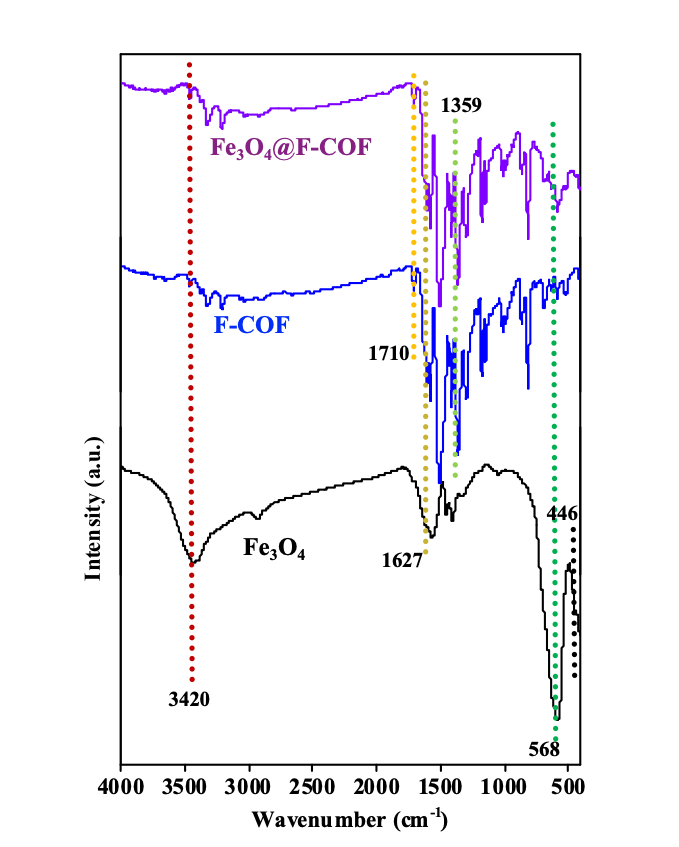 1359
Fe₃O₄@F-COF
F-COF
1710
446
Fe₃O₄
1627
3420
568
Intensity (a.u.)
4000 3500 3000 2500 2000 1500 1000 500
Wavenumber (cm⁻¹)